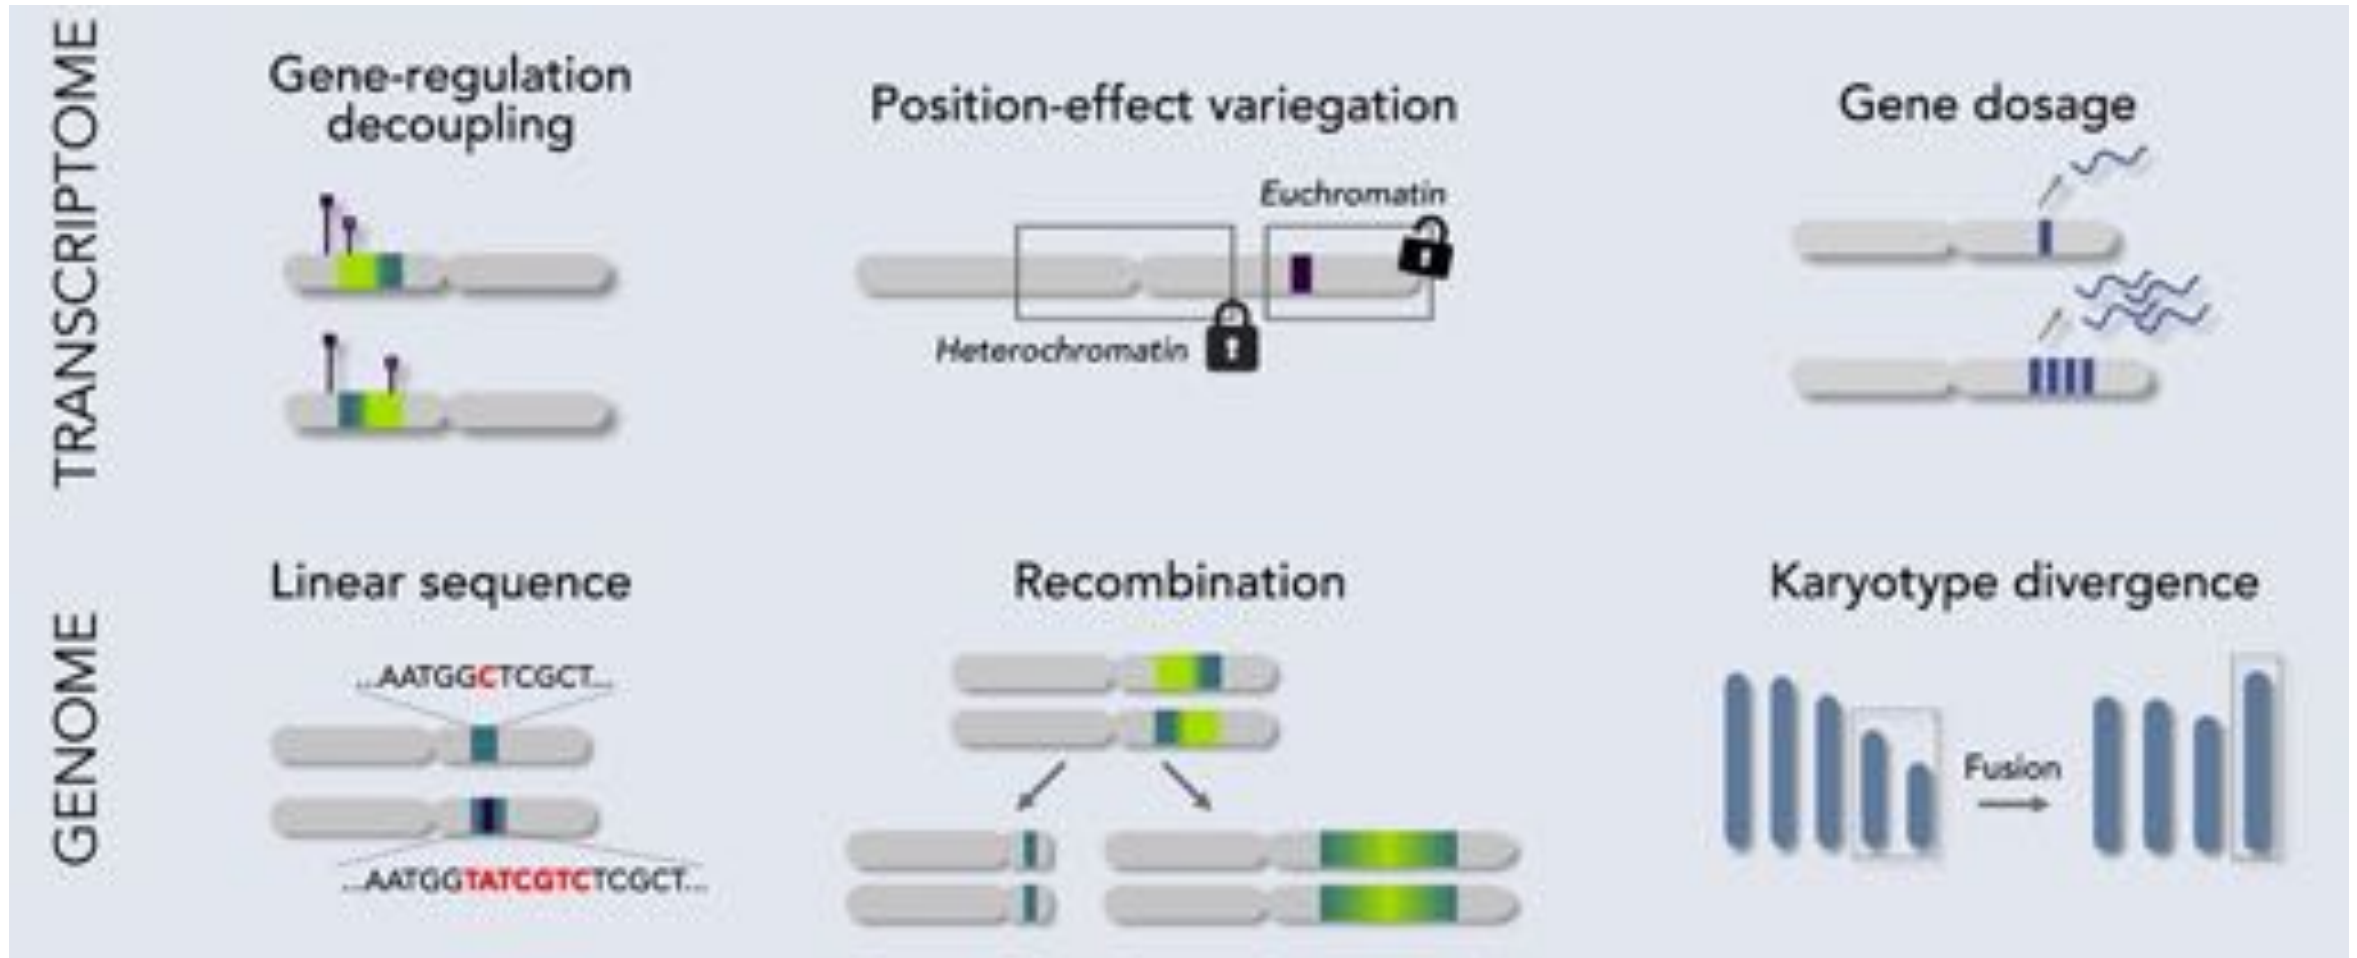 TRANSCRIPTOME
Gene-regulation
decoupling
Position-effect variegation
Euchromatin
Heterochromatin
Gene dosage
GENOME
Linear sequence
...AATGGCTCGCT...
...AATGGTATCGTCTCGCT...
Recombination
Karyotype divergence
Fusion